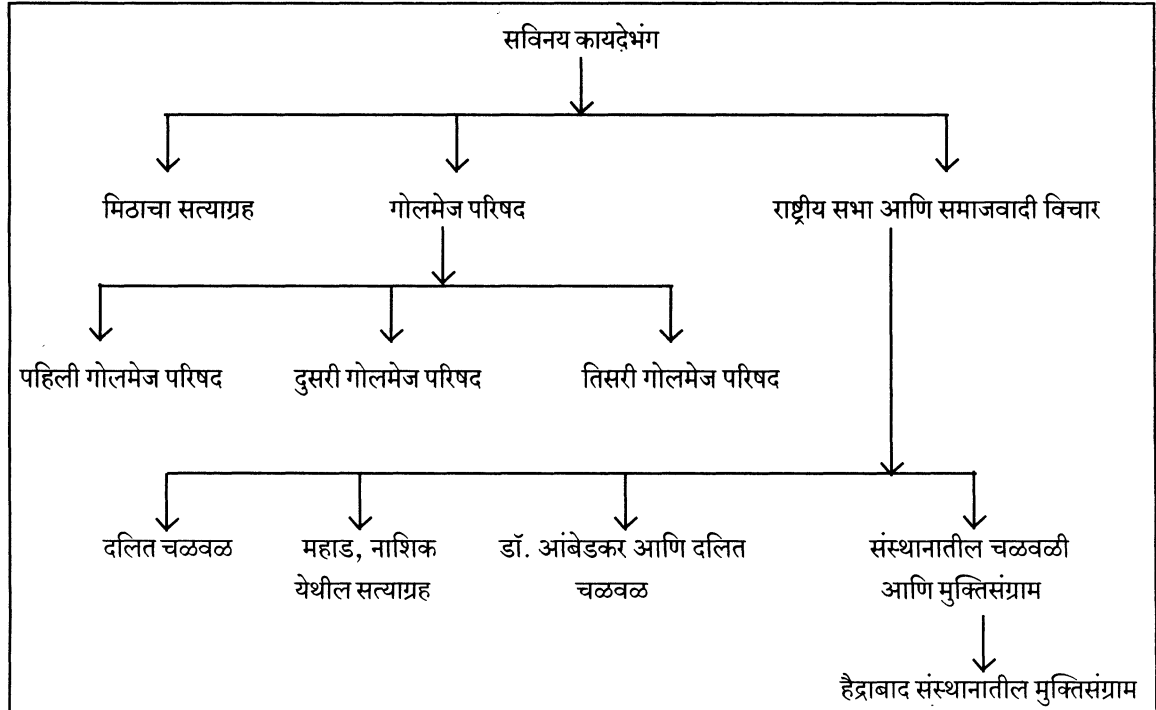 सविनय कायदेभंग
मिठाचा सत्याग्रह
गोलमेज परिषद
राष्ट्रीय सभा आणि समाजवादी विचार
पहिली गोलमेज परिषद
दुसरी गोलमेज परिषद
तिसरी गोलमेज परिषद
दलित चळवळ
महाड, नाशिक
येथील सत्याग्रह
डॉ. आंबेडकर आणि दलित
चळवळ
संस्थानातील चळवळी
आणि मुक्तिसंग्राम
हैद्राबाद संस्थानातील मुक्तिसंग्राम